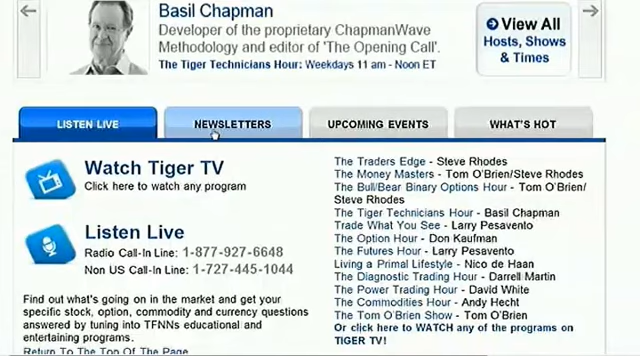 Basil Chapman
Developer of the proprietary ChapmanWave
Methodology and editor of 'The Opening Call'.
The Tiger Technicians Hour: Weekdays 11 am - Noon ET
View All
Hosts, Shows
& Times
LISTEN LIVE
NEWSLETTERS
UPCOMING EVENTS
WHAT'S HOT
Watch Tiger TV
Click here to watch any program
Listen Live
Radio Call-In Line: 1-877-927-6648
Non US Call-in Line: 1-727-445-1044
Find out what's going on in the market and get your
specific stock, option, commodity and currency questions
answered by tuning into TFNNs educational and
entertaining programs.
Return To The Top Of The Page
The Traders Edge - Steve Rhodes
The Money Masters - Tom O'Brien/Steve Rhodes
The Bull/Bear Binary Options Hour - Tom O'Brien/
Steve Rhodes
The Tiger Technicians Hour - Basil Chapman
Trade What You See - Larry Pesavento
The Option Hour - Don Kaufman
The Futures Hour - Larry Pesavento
Living a Primal Lifestyle - Nico de Haan
The Diagnostic Trading Hour - Darrell Martin
The Power Trading Hour - David White
The Commodities Hour - Andy Hecht
The Tom O'Brien Show - Tom O'Brien
Or click here to WATCH any of the programs on
TIGER TV!